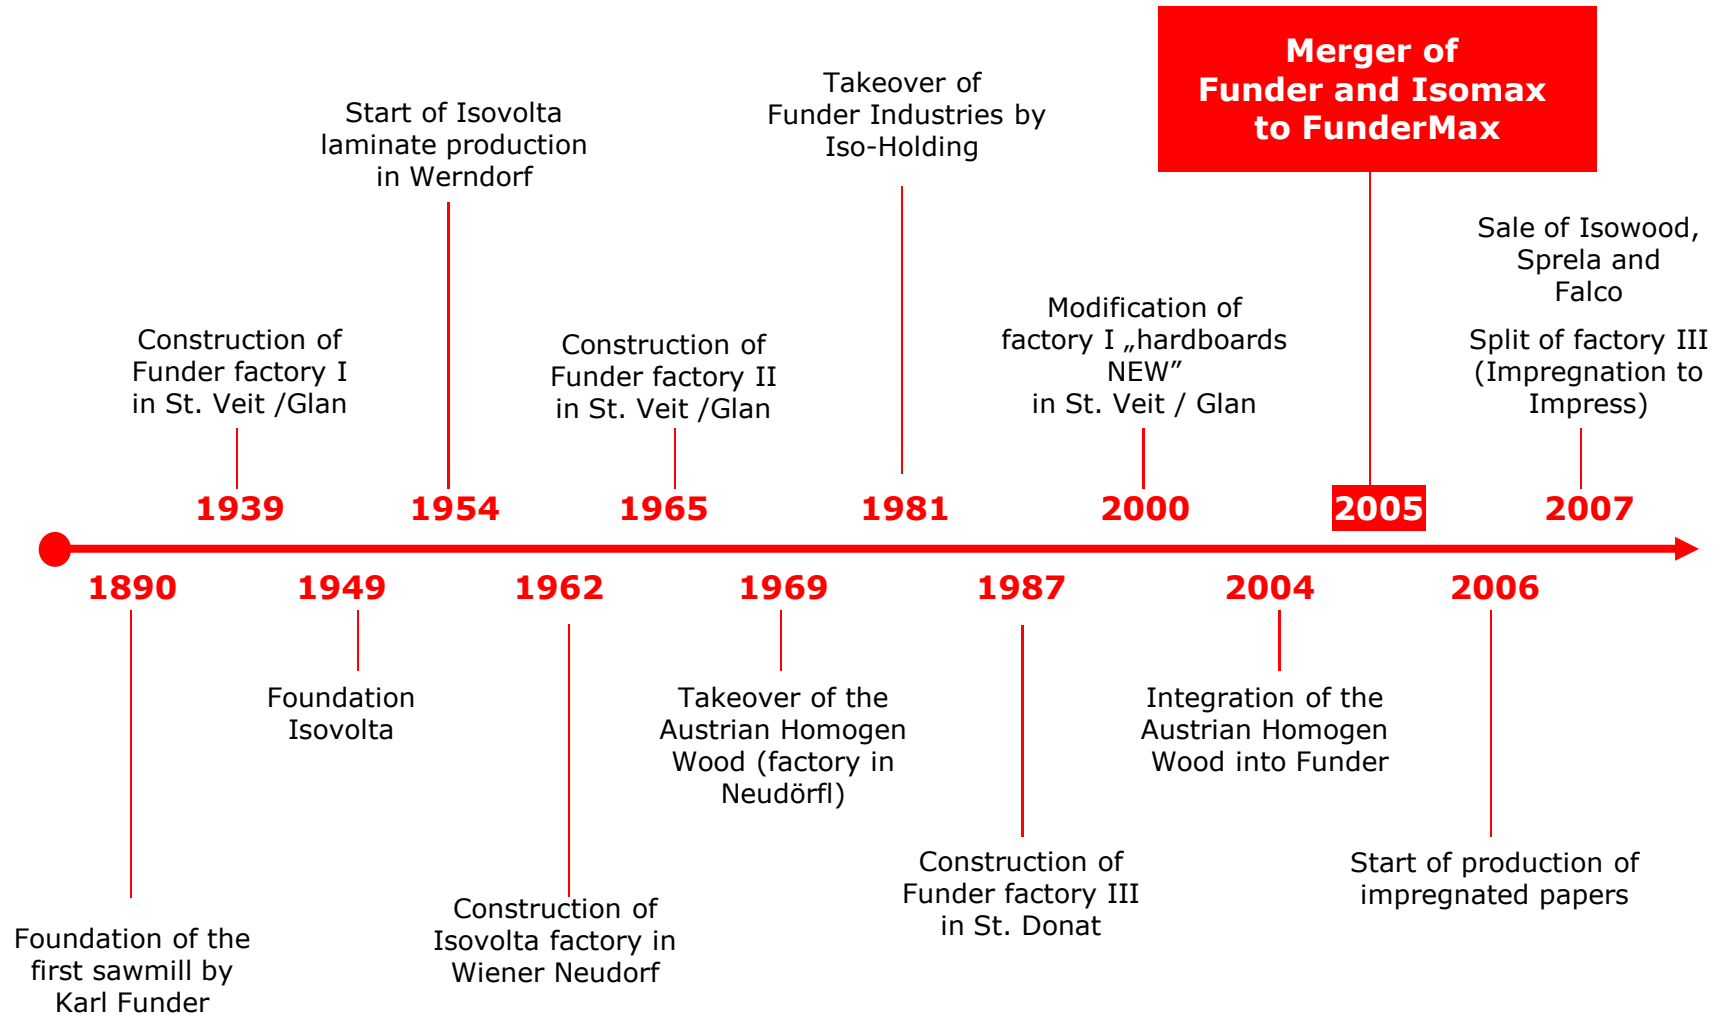 Merger of
Funder and Isomax
to FunderMax
Takeover of
Funder Industries by
Iso-Holding
Start of Isovolta
laminate production
in Werndorf
Sale of Isowood,
Sprela and
Falco
Split of factory III
(Impregnation to
Impress)
Modification of
factory I „hardboards
NEW”
in St. Veit / Glan
Construction of
Funder factory I
in St. Veit /Glan
Construction of
Funder factory II
in St. Veit /Glan
1939 1954 1965 1981 2000 2005 2007
1890 1949 1962 1969 1987 2004 2006
Foundation
Isovolta
Takeover of the
Austrian Homogen
Wood (factory in
Neudörfl)
Integration of the
Austrian Homogen
Wood into Funder
Construction of
Funder factory III
in St. Donat
Start of production of
impregnated papers
Construction of
Isovolta factory in
Wiener Neudorf
Foundation of the
first sawmill by
Karl Funder